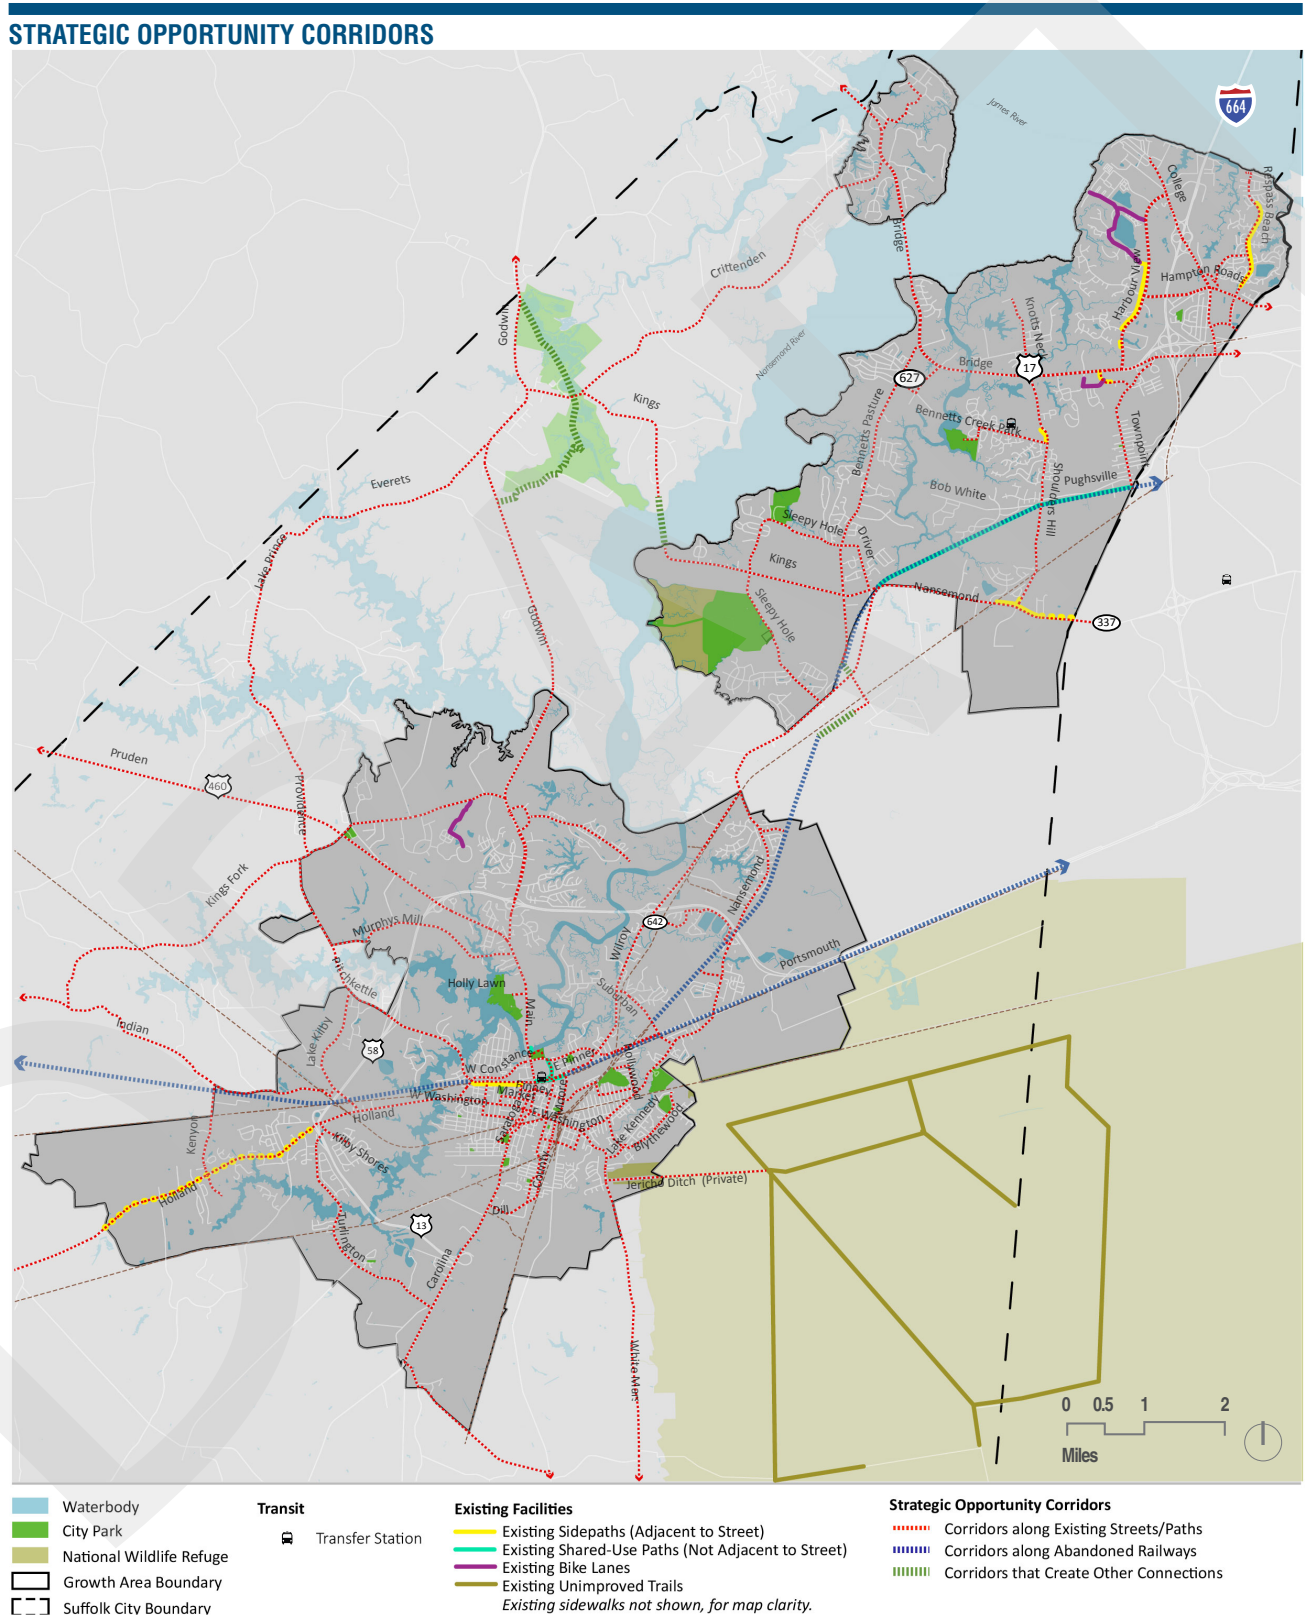 STRATEGIC OPPORTUNITY CORRIDORS
664
James River
College
Respass Beach
Bridge
Harbour View
Hampton Roads
Crittenden
Godwin
Knotts Neck
Nansemond River
Bridge
17
627
Kings
Bennetts Pasture
Bennetts Creek Park
Townpoint
Everets
Bob White
Pughsville
Shoulders Hill
Sleepy Hole
Driver
Lake Prince
Kings
Nansemond
Sleepy Hole
Godwin
337
Pruden
460
Providence
Kings Fork
Nansemond
Murphys Mill
642
Wilroy
Portsmouth
Pitchkettle
Holly Lawn
Suburban
Main
Indian
Lake Kilby
58
W Constance
E Pinner
Hollywood
Finney
Market
W Washington
Moore
Saratoga
E Washington
Holland
Lake Kennedy
Blythewood
Kenyon
Kilby Shores
County
Jericho Ditch (Private)
Holland
Dill
Turlington
13
Carolina
White Marsh
0 0.5 1 2
Miles
Waterbody
City Park
National Wildlife Refuge
Growth Area Boundary
Suffolk City Boundary
Transit
Transfer Station
Existing Facilities
Existing Sidepaths (Adjacent to Street)
Existing Shared-Use Paths (Not Adjacent to Street)
Existing Bike Lanes
Existing Unimproved Trails
Existing sidewalks not shown, for map clarity.
Strategic Opportunity Corridors
Corridors along Existing Streets/Paths
Corridors along Abandoned Railways
Corridors that Create Other Connections